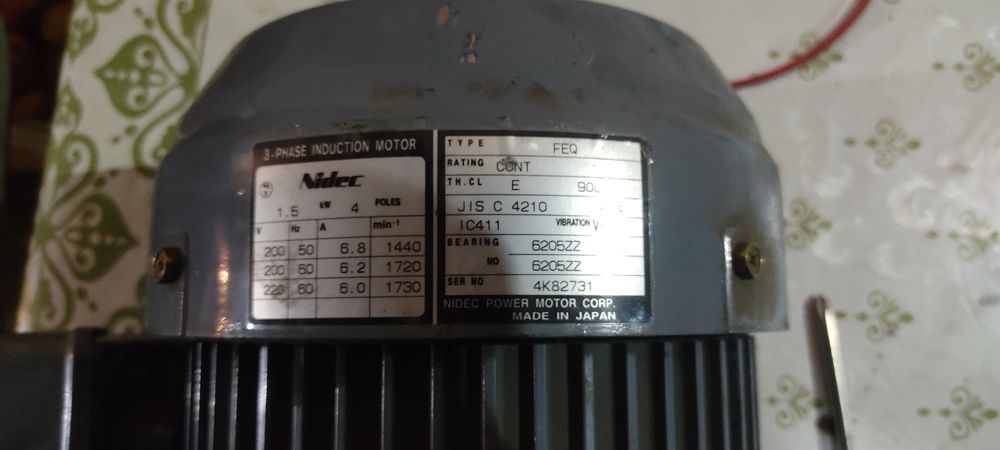 3-PHASE INDUCTION MOTOR
Nidec
1.5 kW 4 POLES
V Hz A min⁻¹
200 50 6.8 1440
200 60 6.2 1720
220 60 6.0 1730
TYPE FEQ
RATING CONT
TH.CL E 90L
JIS C 4210
IC411 VIBRATION V
BEARING 6205ZZ
NO 6205ZZ
SER NO 4K82731
NIDEC POWER MOTOR CORP.
MADE IN JAPAN